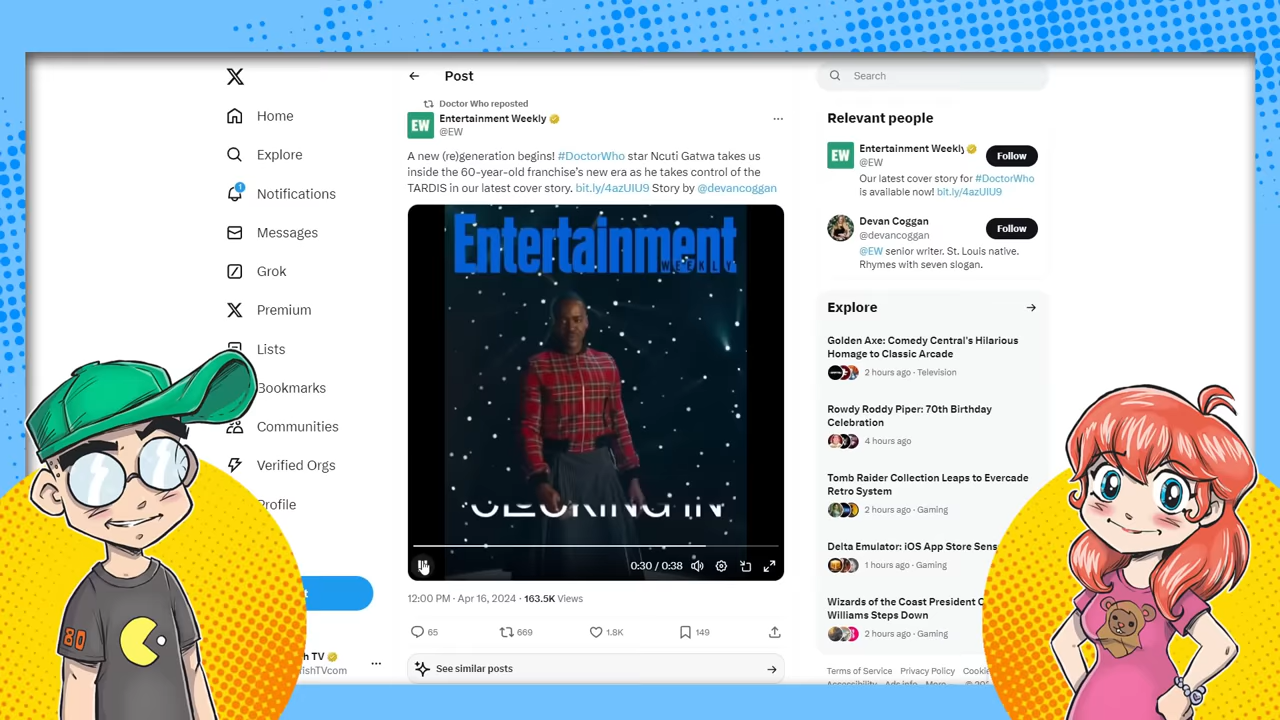 Home
Explore
Notifications
1
Messages
Grok
Premium
Lists
Bookmarks
Communities
Verified Orgs
Profile
TV
80
Post
Doctor Who reposted
EW
Entertainment Weekly
@EW
A new (re)generation begins! #DoctorWho star Ncuti Gatwa takes us
inside the 60-year-old franchise's new era as he takes control of the
TARDIS in our latest cover story. bit.ly/4azUIU9 Story by @devancoggan
Entertainment
WEEKLY
0:30 / 0:38
12:00 PM · Apr 16, 2024 · 163.5K Views
65
669
1.8K
149
See similar posts
Search
Relevant people
EW
Entertainment Weekly
@EW
Follow
Our latest cover story for #DoctorWho
is available now! bit.ly/4azUIU9
Devan Coggan
@devancoggan
Follow
@EW senior writer. St. Louis native.
Rhymes with seven slogan.
Explore
Golden Axe: Comedy Central's Hilarious
Homage to Classic Arcade
2 hours ago · Television
Rowdy Roddy Piper: 70th Birthday
Celebration
4 hours ago
Tomb Raider Collection Leaps to Evercade
Retro System
2 hours ago · Gaming
Delta Emulator: iOS App Store Sens
1 hours ago · Gaming
Wizards of the Coast President C
Williams Steps Down
2 hours ago · Gaming
Terms of Service Privacy Policy